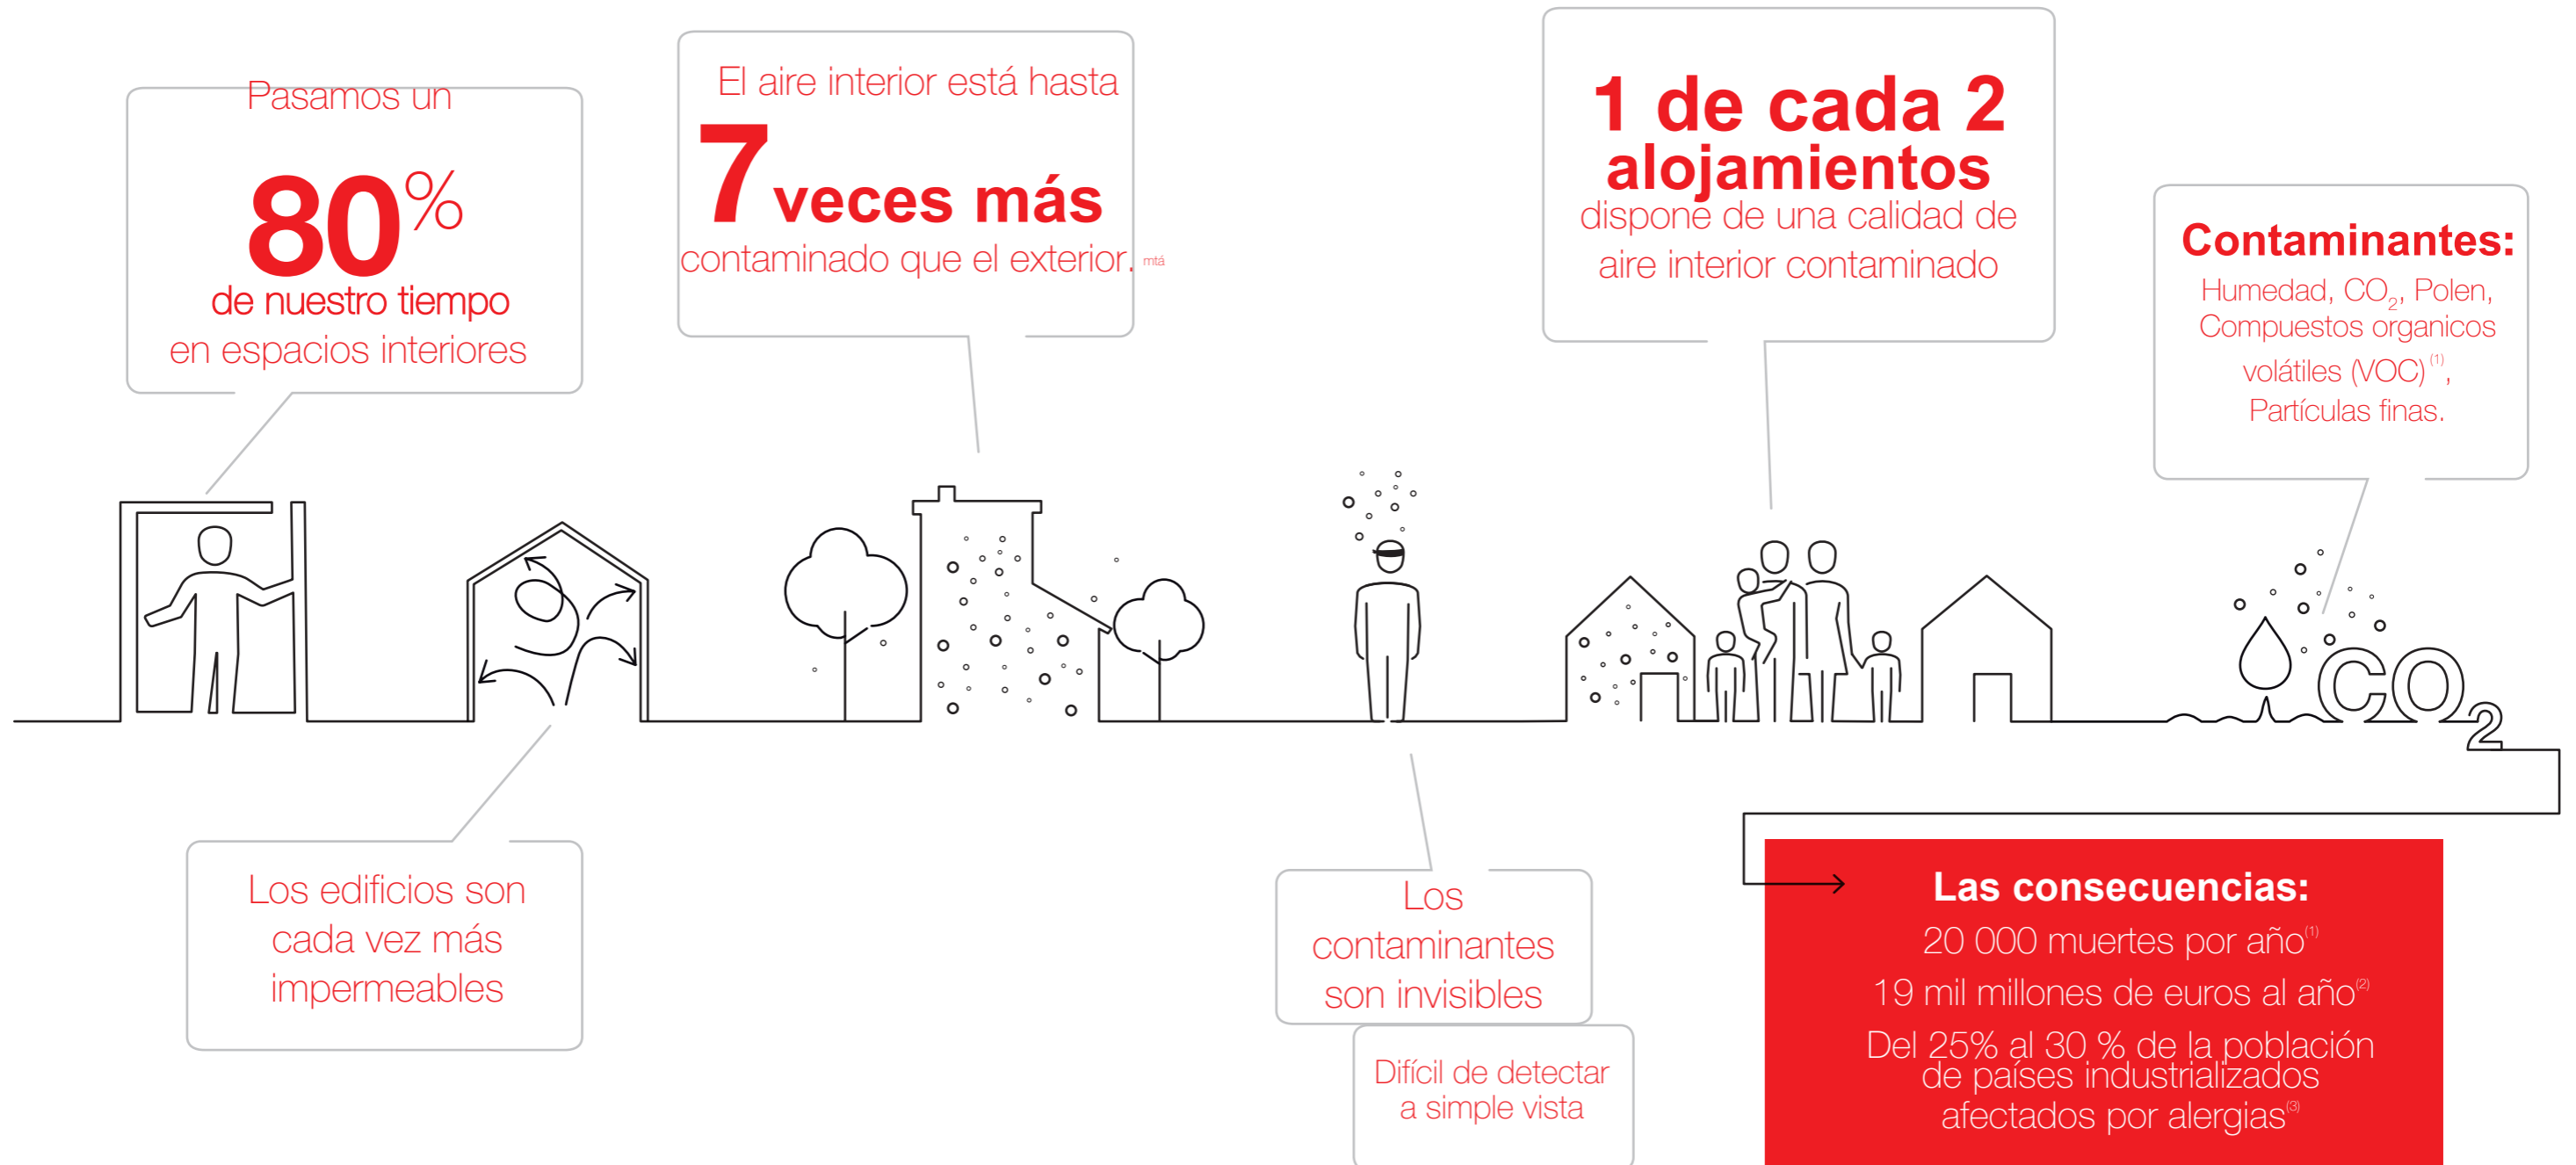 Pasamos un
80%
de nuestro tiempo
en espacios interiores
El aire interior está hasta
7 veces más
contaminado que el exterior. mtá
1 de cada 2
alojamientos
dispone de una calidad de
aire interior contaminado
Contaminantes:
Humedad, CO₂, Polen,
Compuestos organicos
volátiles (VOC)⁽¹⁾,
Partículas finas.
CO₂
Los edificios son
cada vez más
impermeables
Los
contaminantes
son invisibles
Difícil de detectar
a simple vista
Las consecuencias:
20 000 muertes por año⁽¹⁾
19 mil millones de euros al año⁽²⁾
Del 25% al 30 % de la población
de países industrializados
afectados por alergias⁽³⁾